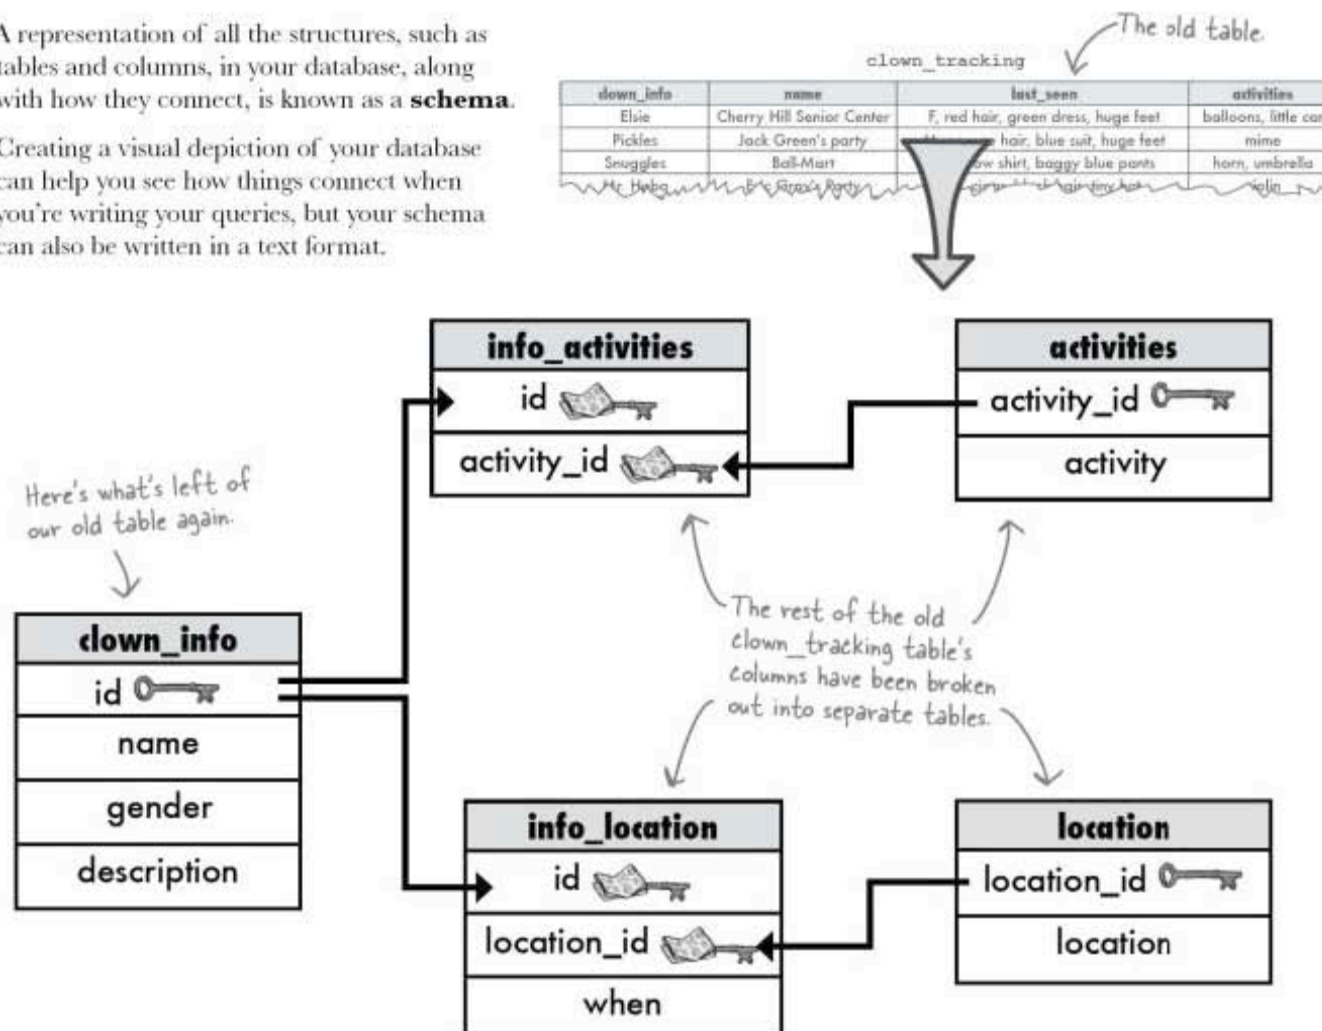 A representation of all the structures, such as
tables and columns, in your database, along
with how they connect, is known as a schema.
Creating a visual depiction of your database
can help you see how things connect when
you're writing your queries, but your schema
can also be written in a text format.
The old table.
clown_tracking
clown_info name last_seen activities
Elsie Cherry Hill Senior Center F, red hair, green dress, huge feet balloons, little car
Pickles Jack Green's party hair, blue suit, huge feet mime
Snuggles Ball-Mart shirt, baggy blue pants horn, umbrella
info_activities
id
activity_id
activities
activity_id
activity
Here's what's left of
our old table again.
clown_info
id
name
gender
description
The rest of the old
clown_tracking table's
columns have been broken
out into separate tables.
info_location
id
location_id
when
location
location_id
location